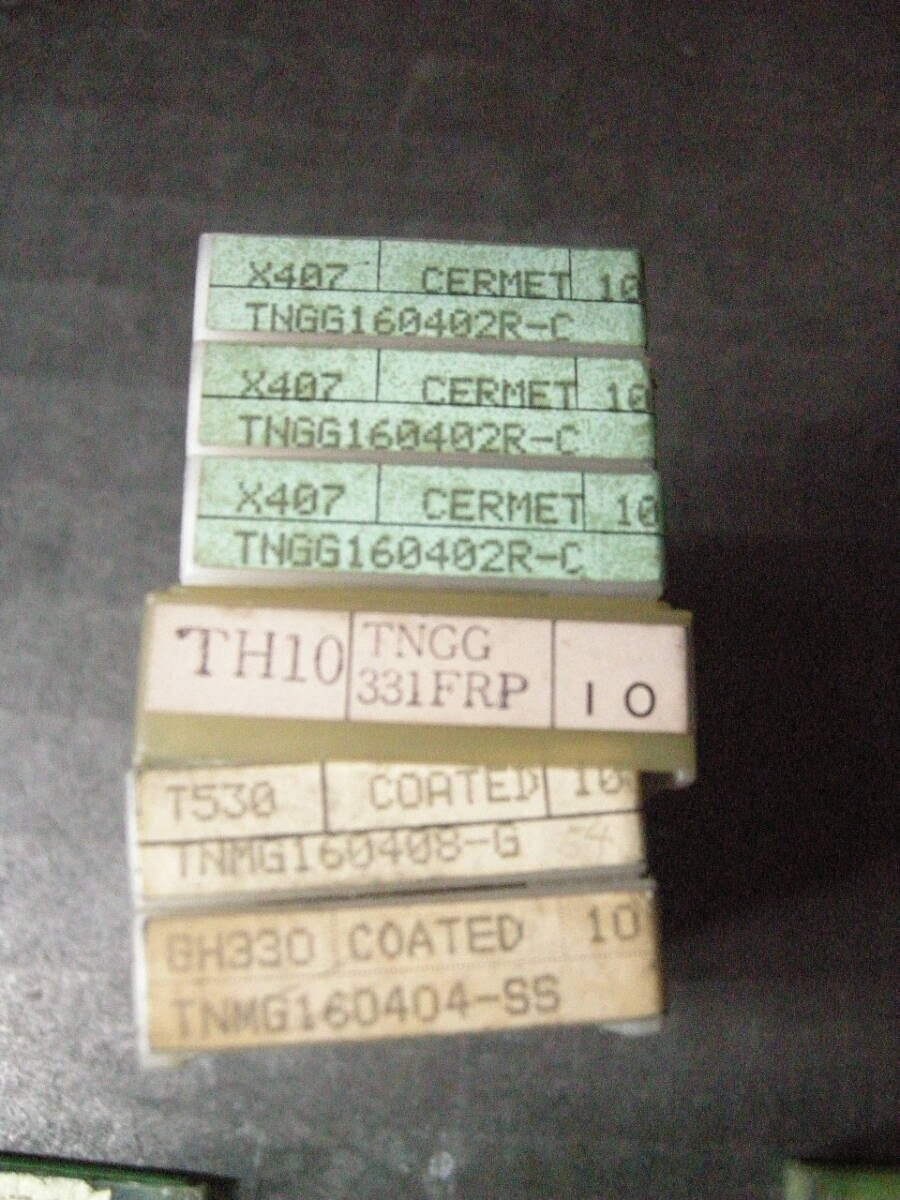 X407 CERMET 10
TNGG160402R-C
X407 CERMET 10
TNGG160402R-C
X407 CERMET 10
TNGG160402R-C
TH10 TNGG 10
331FRP
T530 COATED 10
TNMG160408-G 54
GH330 COATED 10
TNMG160404-SS